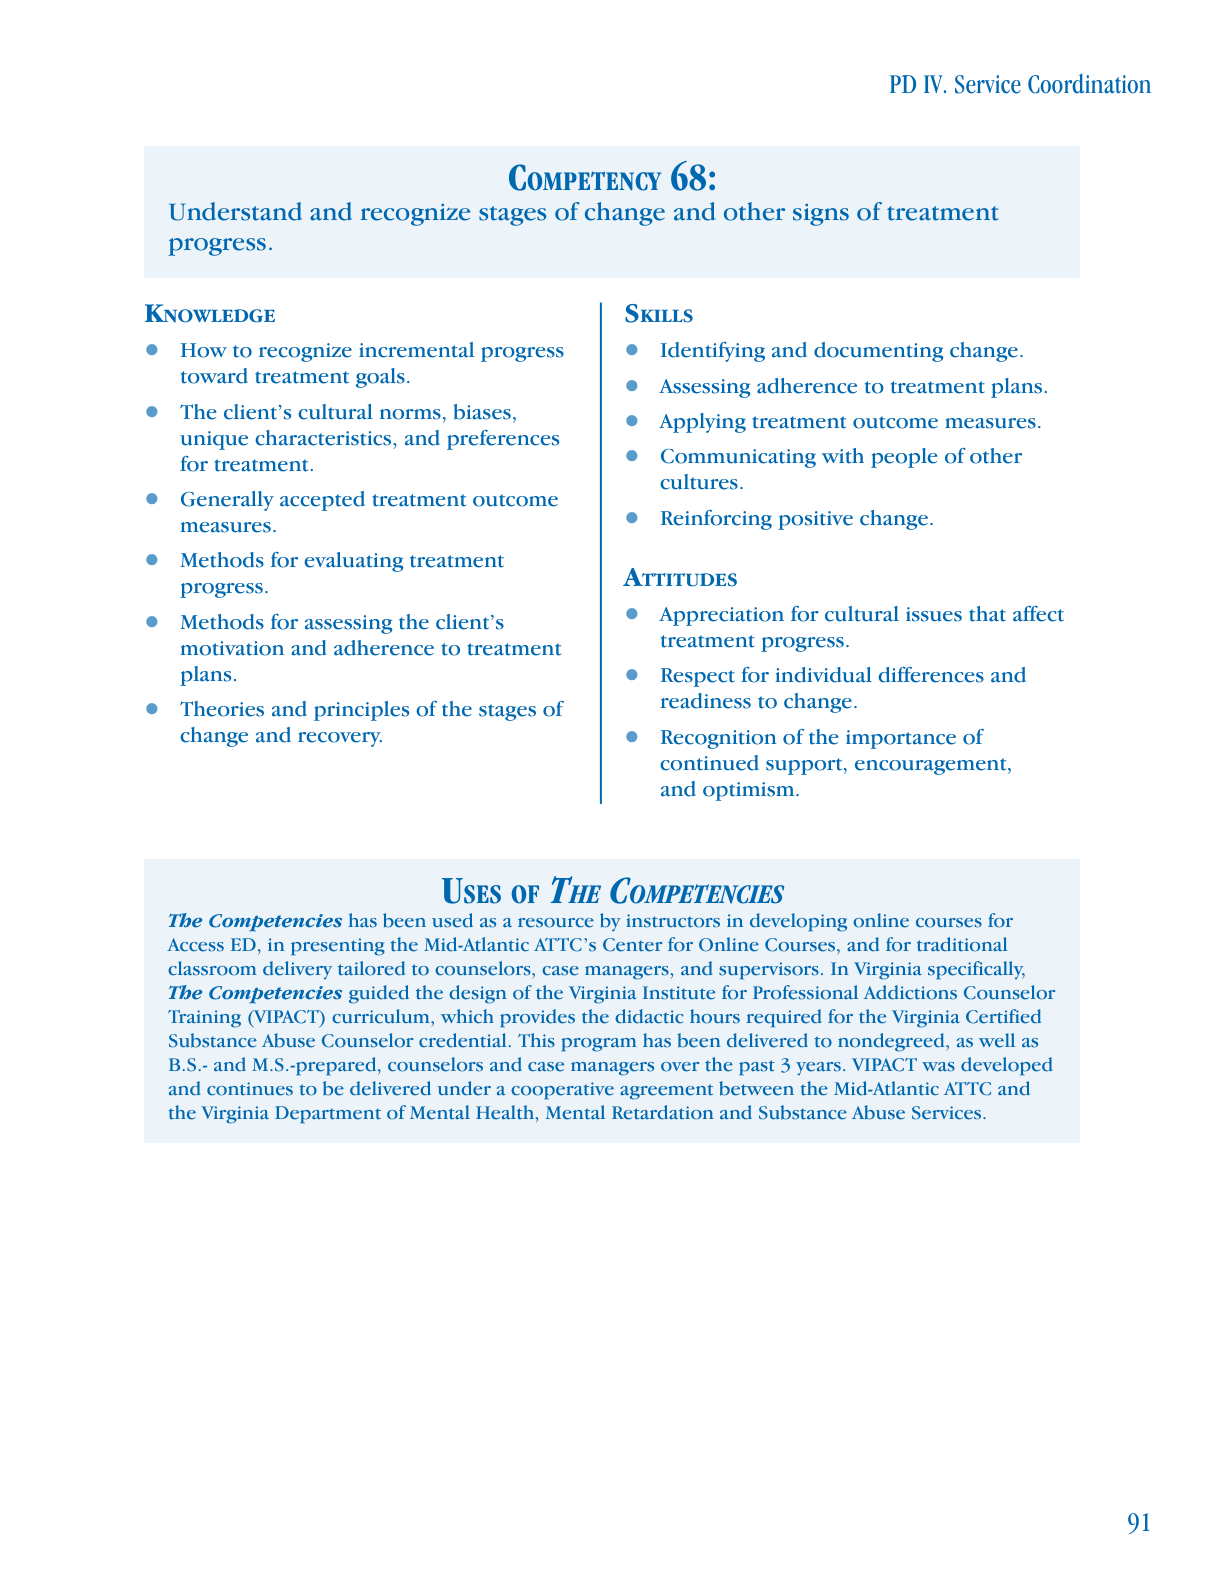 PD IV. Service Coordination
COMPETENCY 68:
Understand and recognize stages of change and other signs of treatment
progress.
KNOWLEDGE
● How to recognize incremental progress
toward treatment goals.
● The client’s cultural norms, biases,
unique characteristics, and preferences
for treatment.
● Generally accepted treatment outcome
measures.
● Methods for evaluating treatment
progress.
● Methods for assessing the client’s
motivation and adherence to treatment
plans.
● Theories and principles of the stages of
change and recovery.
SKILLS
● Identifying and documenting change.
● Assessing adherence to treatment plans.
● Applying treatment outcome measures.
● Communicating with people of other
cultures.
● Reinforcing positive change.
ATTITUDES
● Appreciation for cultural issues that affect
treatment progress.
● Respect for individual differences and
readiness to change.
● Recognition of the importance of
continued support, encouragement,
and optimism.
USES OF THE COMPETENCIES
The Competencies has been used as a resource by instructors in developing online courses for
Access ED, in presenting the Mid-Atlantic ATTC’s Center for Online Courses, and for traditional
classroom delivery tailored to counselors, case managers, and supervisors. In Virginia specifically,
The Competencies guided the design of the Virginia Institute for Professional Addictions Counselor
Training (VIPACT) curriculum, which provides the didactic hours required for the Virginia Certified
Substance Abuse Counselor credential. This program has been delivered to nondegreed, as well as
B.S.- and M.S.-prepared, counselors and case managers over the past 3 years. VIPACT was developed
and continues to be delivered under a cooperative agreement between the Mid-Atlantic ATTC and
the Virginia Department of Mental Health, Mental Retardation and Substance Abuse Services.
91